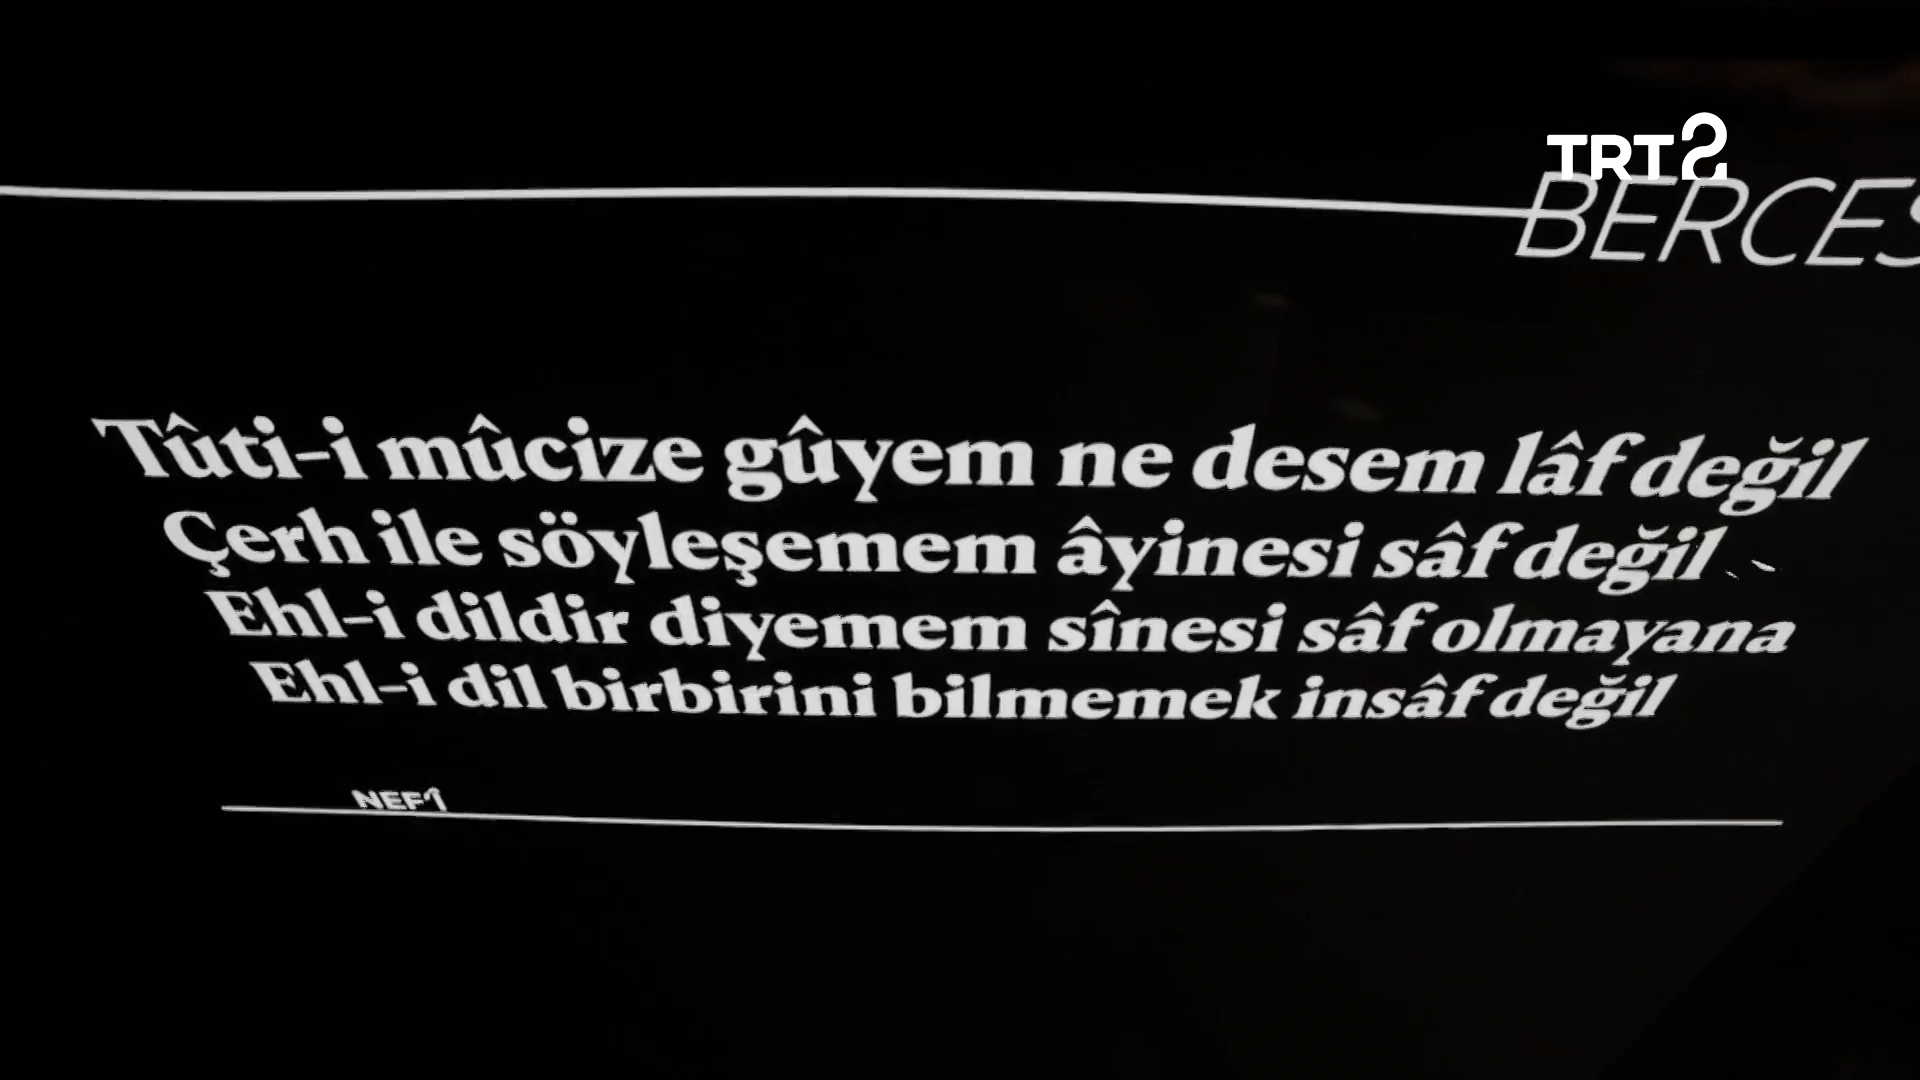 TRT2
BERCES
Tûti-i mûcize gûyem ne desem lâf değil
Çerh ile söyleşemem âyinesi sâf değil
Ehl-i dildir diyemem sînesi sâf olmayana
Ehl-i dil birbirini bilmemek insâf değil
NEF'Î